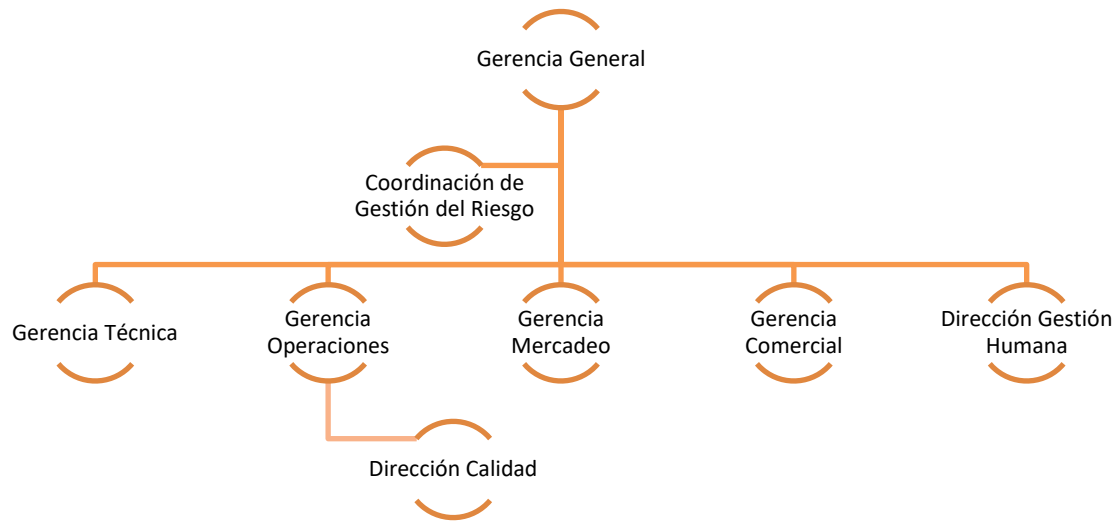 Gerencia General
Coordinación de
Gestión del Riesgo
Gerencia Técnica
Gerencia
Operaciones
Gerencia
Mercadeo
Gerencia
Comercial
Dirección Gestión
Humana
Dirección Calidad